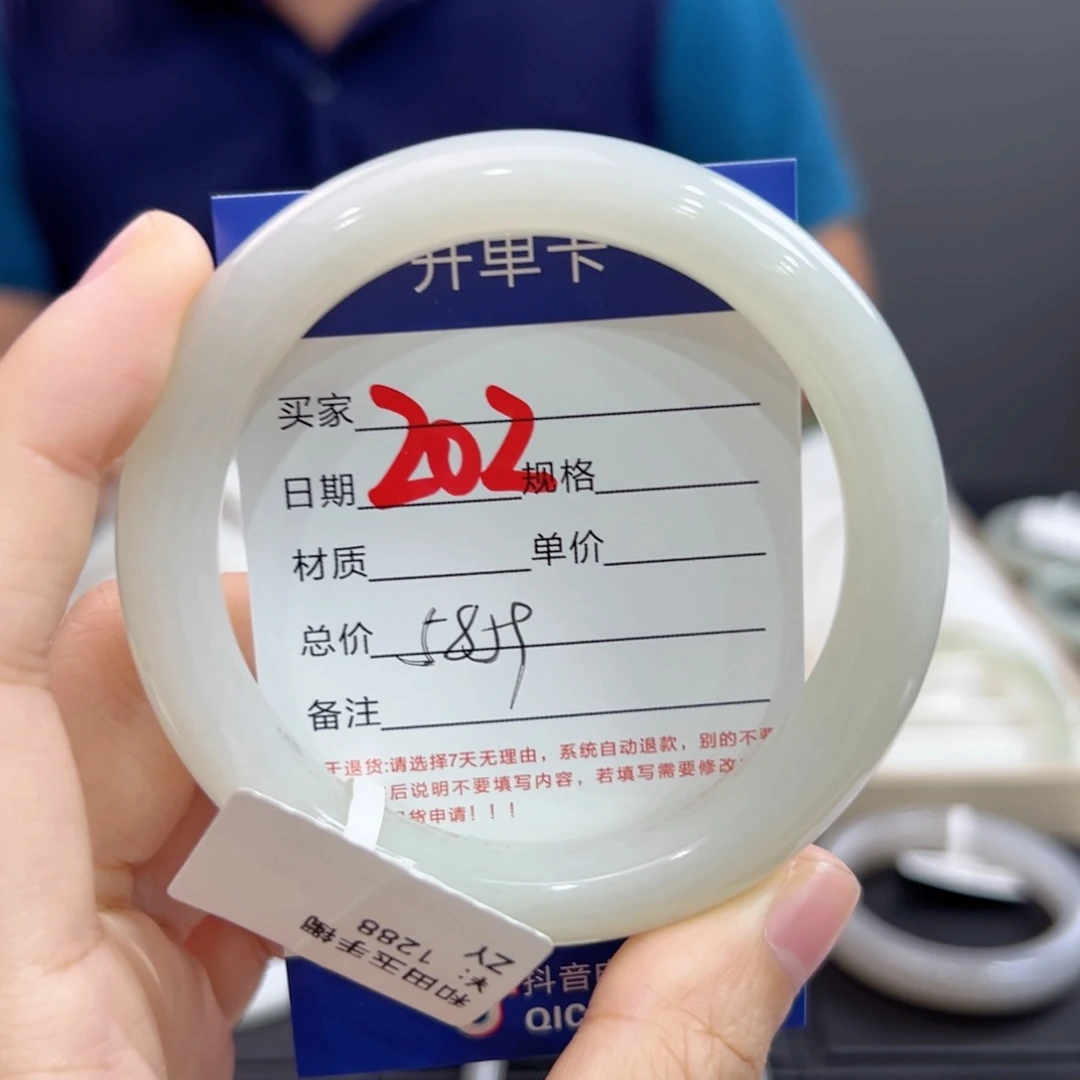 开单卡
买家
202
日期 规格
材质 单价
总价 5859
备注
于退货:请选择7天无理由，系统自动退款，别的不要
后说明不要填写内容，若填写需要修改
货申请！！！
和田玉手镯
¥: 1288
ZY
抖音
QIC